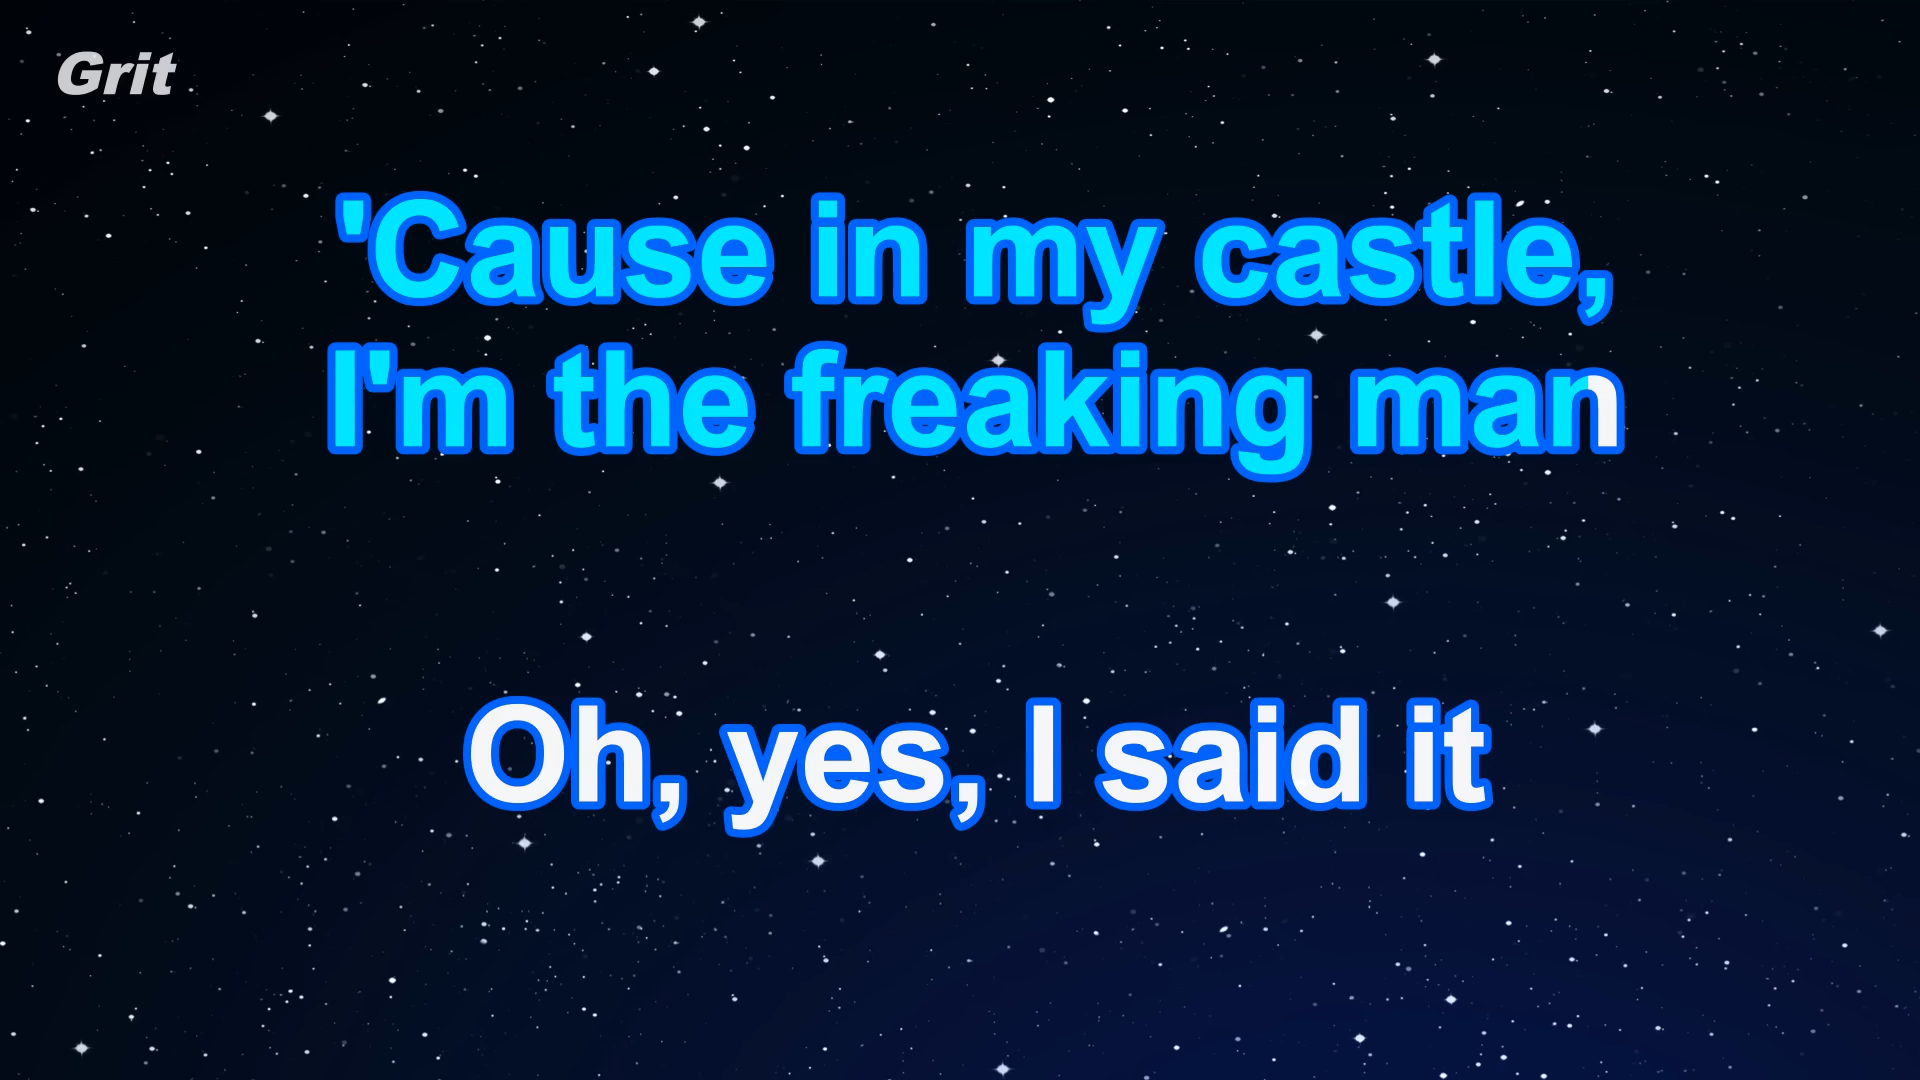 Grit
'Cause in my castle,
I'm the freaking man
Oh, yes, I said it